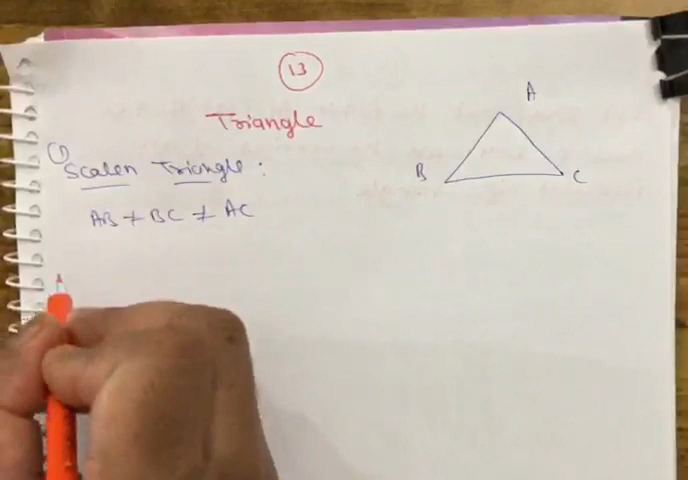 13
Triangle
① Scalen Triangle :
AB ≠ BC ≠ AC
A
B
C